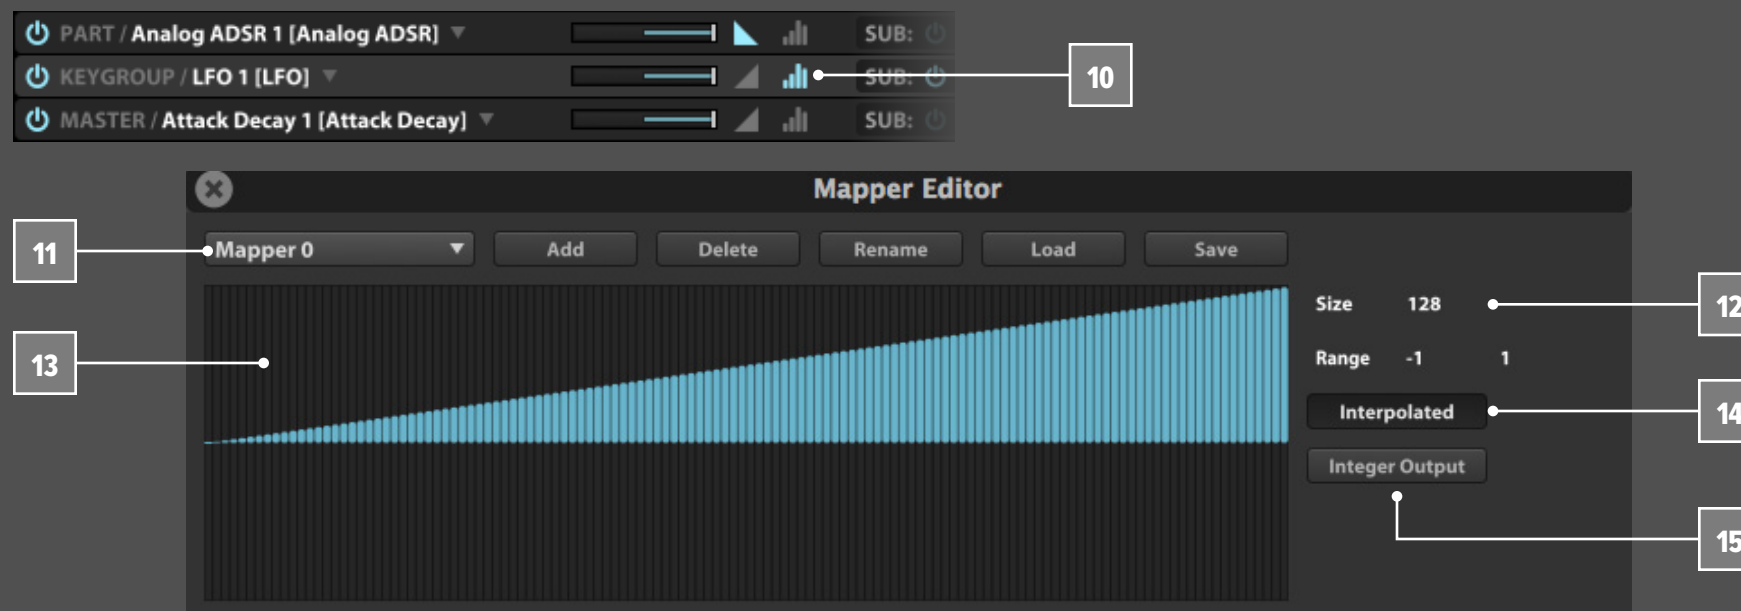 PART / Analog ADSR 1 [Analog ADSR] SUB:
KEYGROUP / LFO 1 [LFO] SUB:
10
MASTER / Attack Decay 1 [Attack Decay] SUB:
Mapper Editor
11
Mapper 0 Add Delete Rename Load Save
Size 128
12
13
Range -1 1
Interpolated
14
Integer Output
15